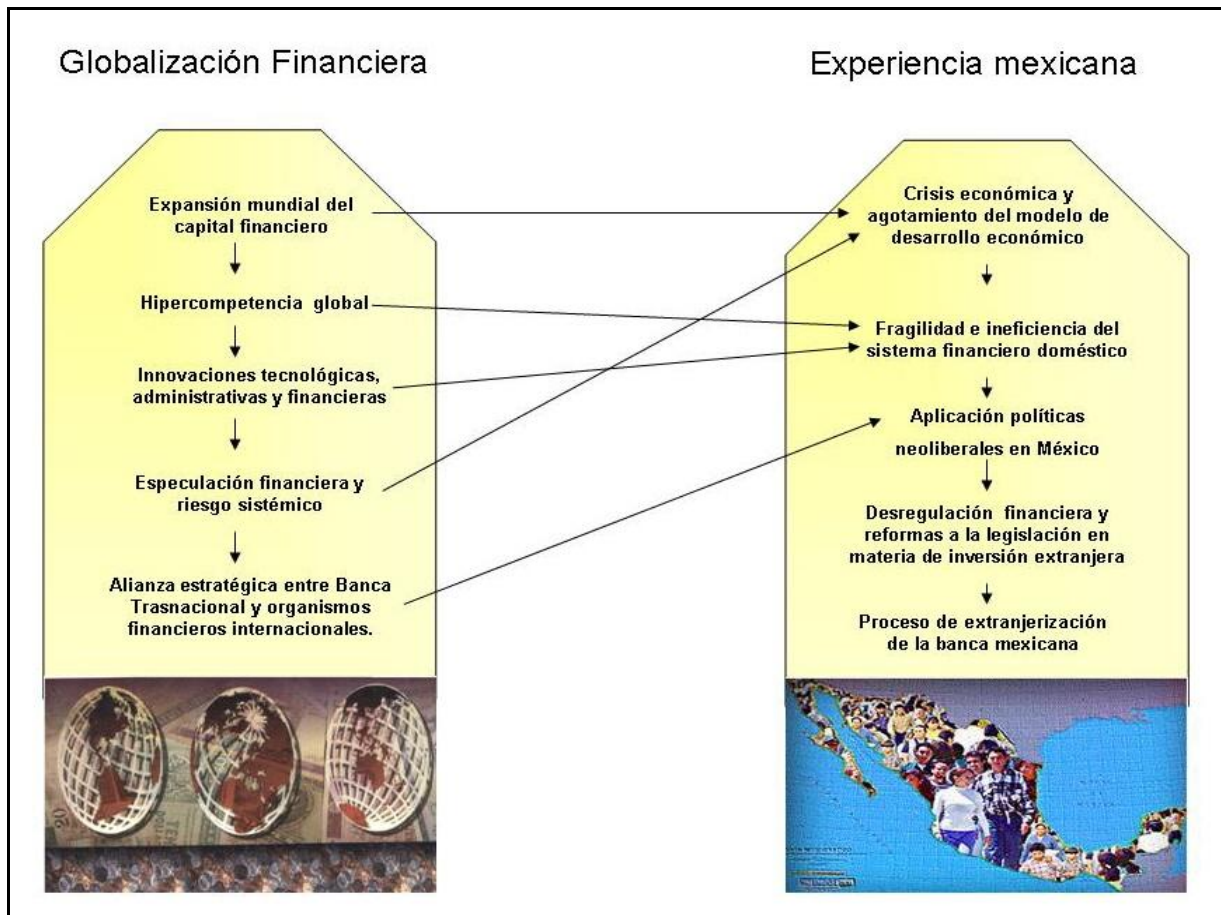 Globalización Financiera
Expansión mundial del
capital financiero
Hipercompetencia global
Innovaciones tecnológicas,
administrativas y financieras
Especulación financiera y
riesgo sistémico
Alianza estratégica entre Banca
Trasnacional y organismos
financieros internacionales.
20
Experiencia mexicana
Crisis económica y
agotamiento del modelo de
desarrollo económico
Fragilidad e ineficiencia del
sistema financiero doméstico
Aplicación políticas
neoliberales en México
Desregulación financiera y
reformas a la legislación en
materia de inversión extranjera
Proceso de extranjerización
de la banca mexicana